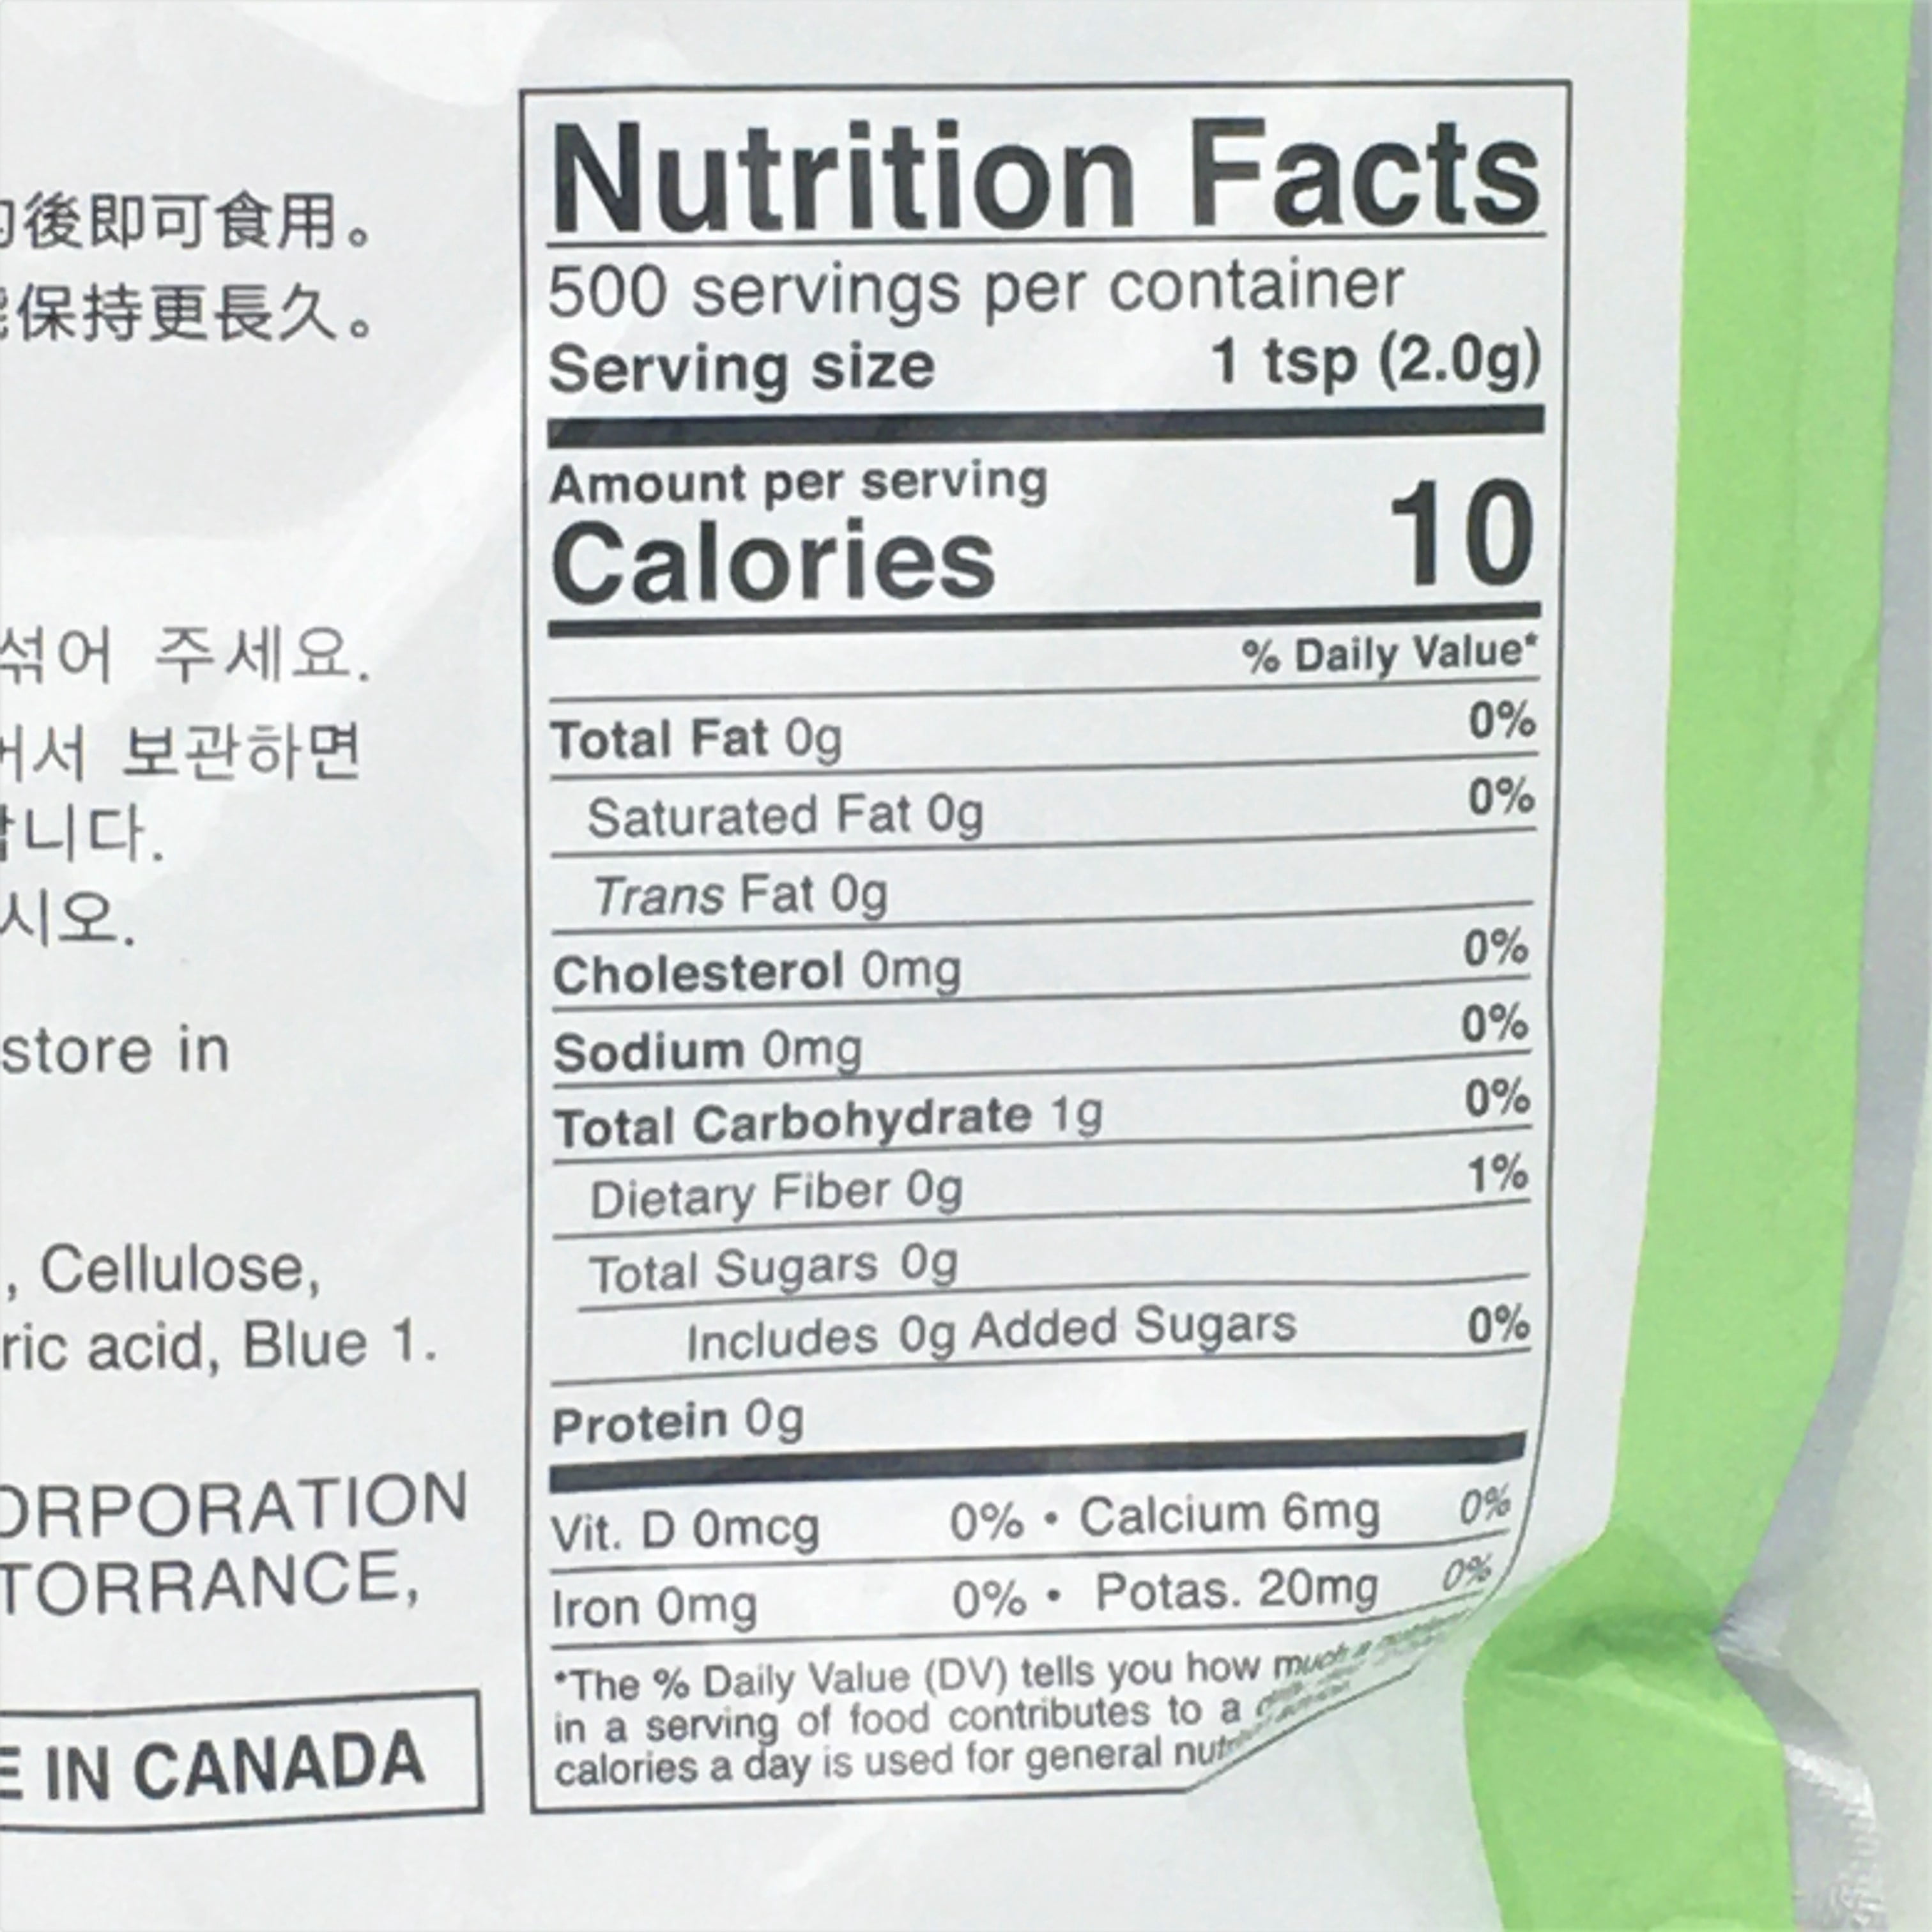 後即可食用。
保持更長久。
섞어 주세요.
어서 보관하면
니다.
시오.
store in
, Cellulose,
ric acid, Blue 1.
ORPORATION
TORRANCE,
E IN CANADA
Nutrition Facts
500 servings per container
Serving size 1 tsp (2.0g)
Amount per serving
Calories 10
% Daily Value*
Total Fat 0g 0%
Saturated Fat 0g 0%
Trans Fat 0g
Cholesterol 0mg 0%
Sodium 0mg 0%
Total Carbohydrate 1g 0%
Dietary Fiber 0g 1%
Total Sugars 0g
Includes 0g Added Sugars 0%
Protein 0g
Vit. D 0mcg 0% • Calcium 6mg 0%
Iron 0mg 0% • Potas. 20mg 0%
*The % Daily Value (DV) tells you how much a
in a serving of food contributes to a
calories a day is used for general